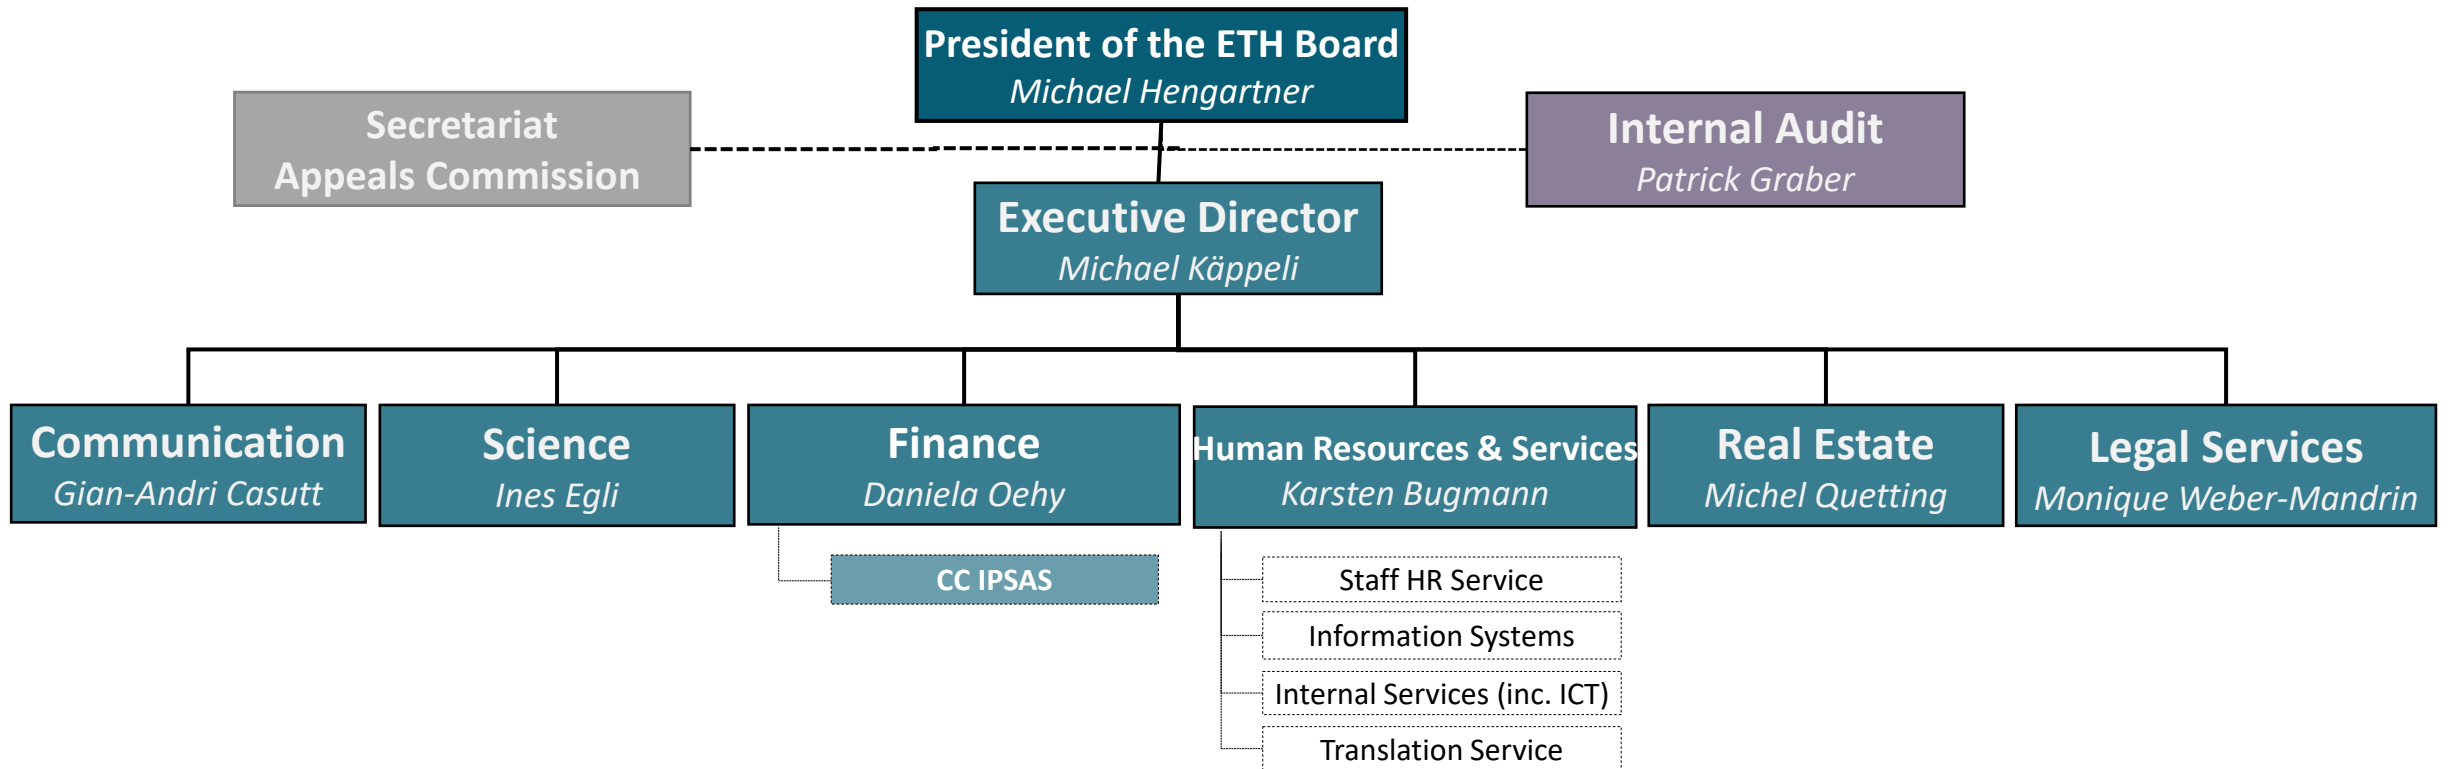 President of the ETH Board
Michael Hengartner
Secretariat
Appeals Commission
Internal Audit
Patrick Graber
Executive Director
Michael Käppeli
Communication
Gian-Andri Casutt
Science
Ines Egli
Finance
Daniela Oehy
Human Resources & Services
Karsten Bugmann
Real Estate
Michel Quetting
Legal Services
Monique Weber-Mandrin
CC IPSAS
Staff HR Service
Information Systems
Internal Services (inc. ICT)
Translation Service